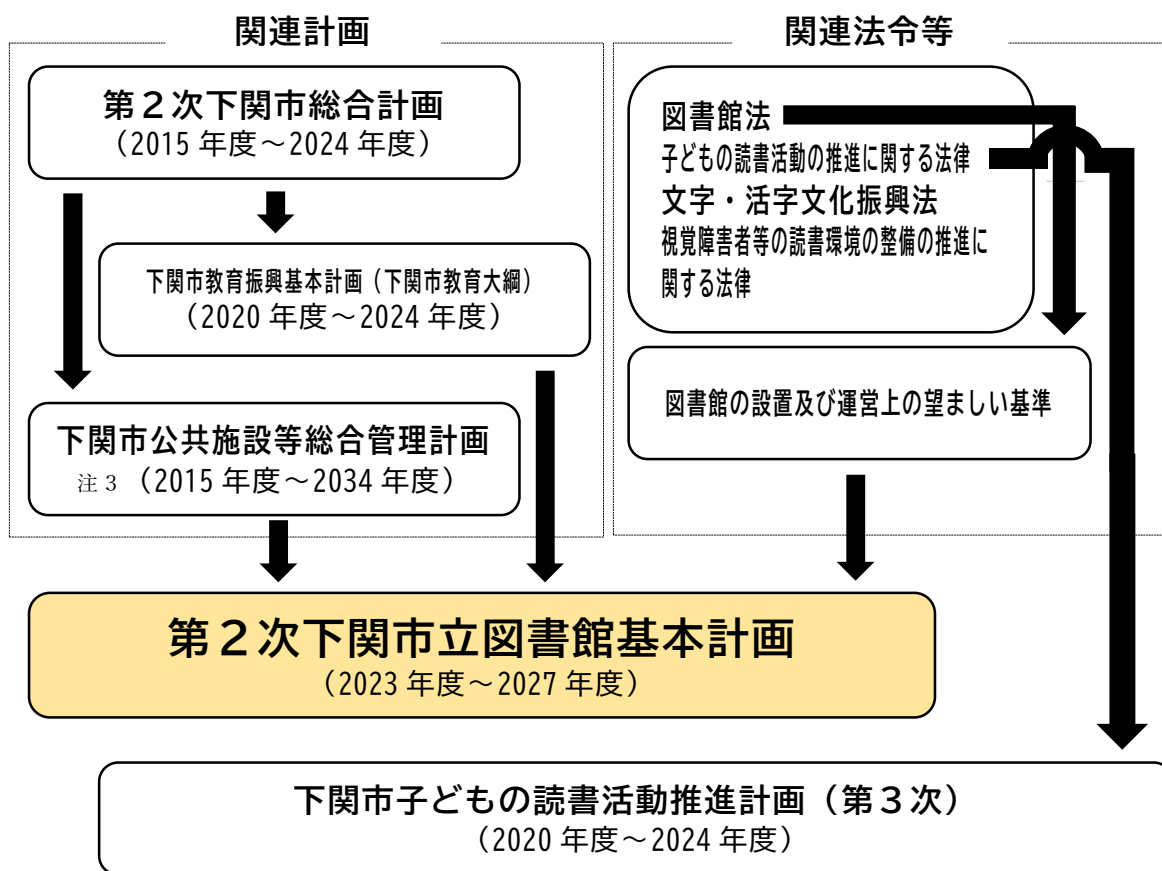 関連計画
第２次下関市総合計画
（2015 年度～2024 年度）
下関市教育振興基本計画（下関市教育大綱）
（2020 年度～2024 年度）
下関市公共施設等総合管理計画
注３（2015 年度～2034 年度）
関連法令等
図書館法
子どもの読書活動の推進に関する法律
文字・活字文化振興法
視覚障害者等の読書環境の整備の推進に
関する法律
図書館の設置及び運営上の望ましい基準
第２次下関市立図書館基本計画
（2023 年度～2027 年度）
下関市子どもの読書活動推進計画（第３次）
（2020 年度～2024 年度）